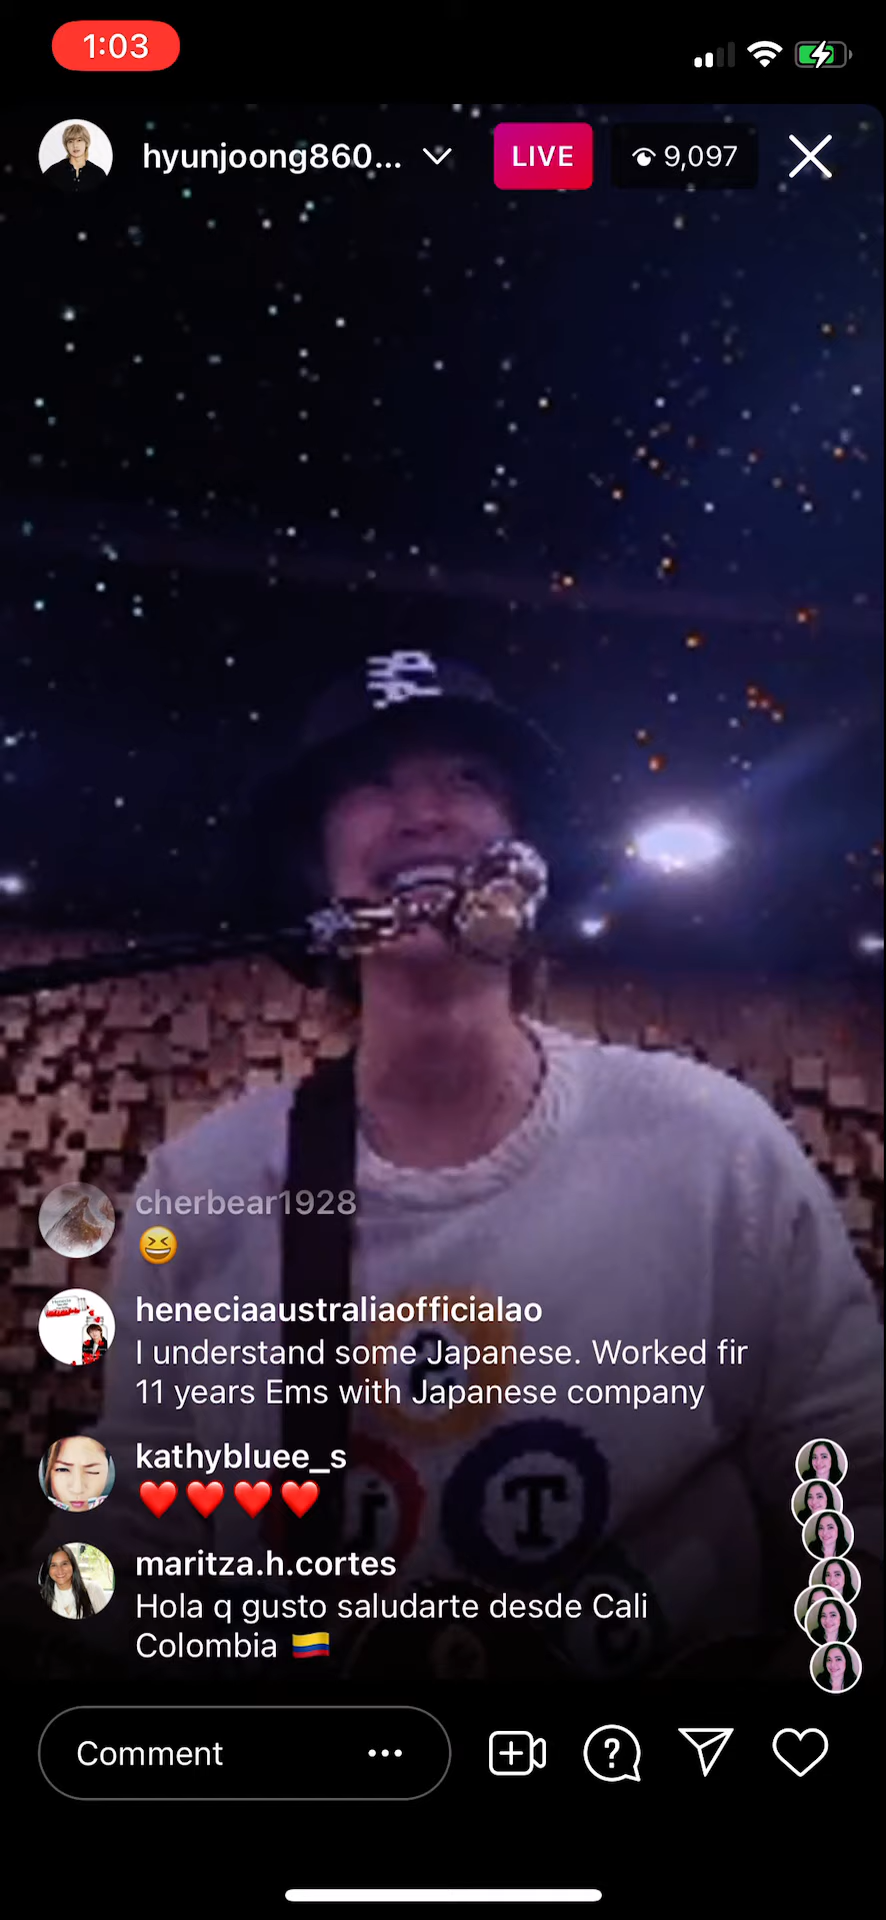 1:03
hyunjoong860...
LIVE
9,097
cherbear1928
😆
heneciaaustraliaofficialao
I understand some Japanese. Worked fir
11 years Ems with Japanese company
kathybluee_s
❤️❤️❤️❤️
maritza.h.cortes
Hola q gusto saludarte desde Cali
Colombia 🇨🇴
j T
Comment